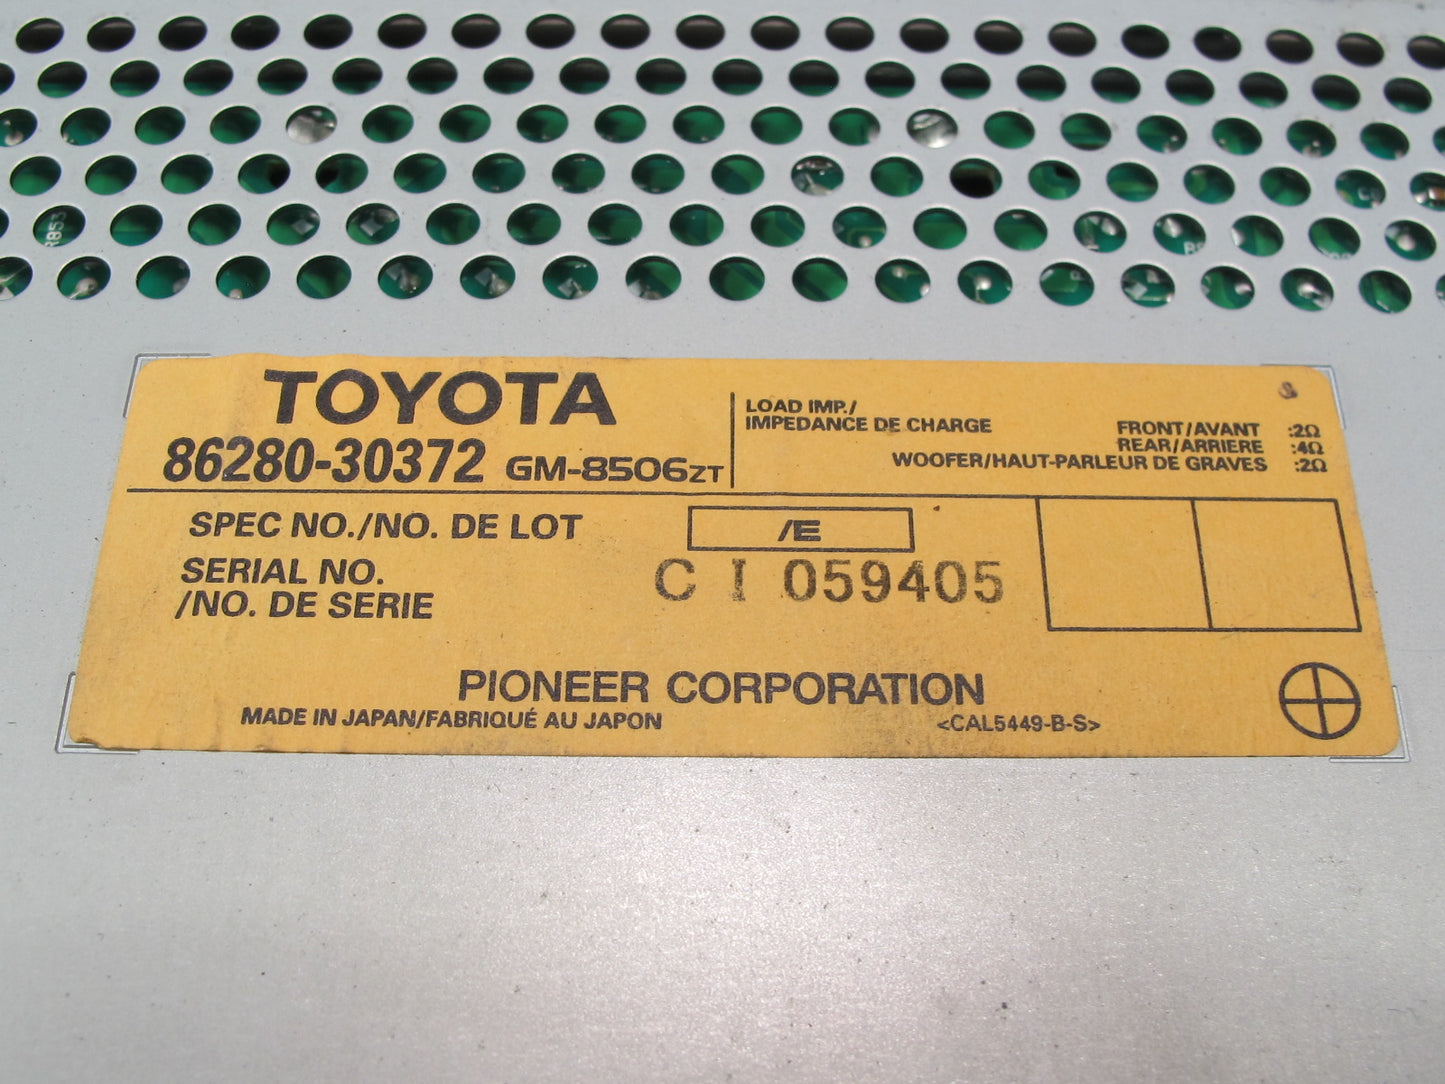 R853
TOYOTA
86280-30372 GM-8506ZT
LOAD IMP./
IMPEDANCE DE CHARGE
FRONT/AVANT :2Ω
REAR/ARRIERE :4Ω
WOOFER/HAUT-PARLEUR DE GRAVES :2Ω
SPEC NO./NO. DE LOT /E
SERIAL NO.
/NO. DE SERIE
C I 059405
PIONEER CORPORATION
MADE IN JAPAN/FABRIQUÉ AU JAPON <CAL5449-B-S>